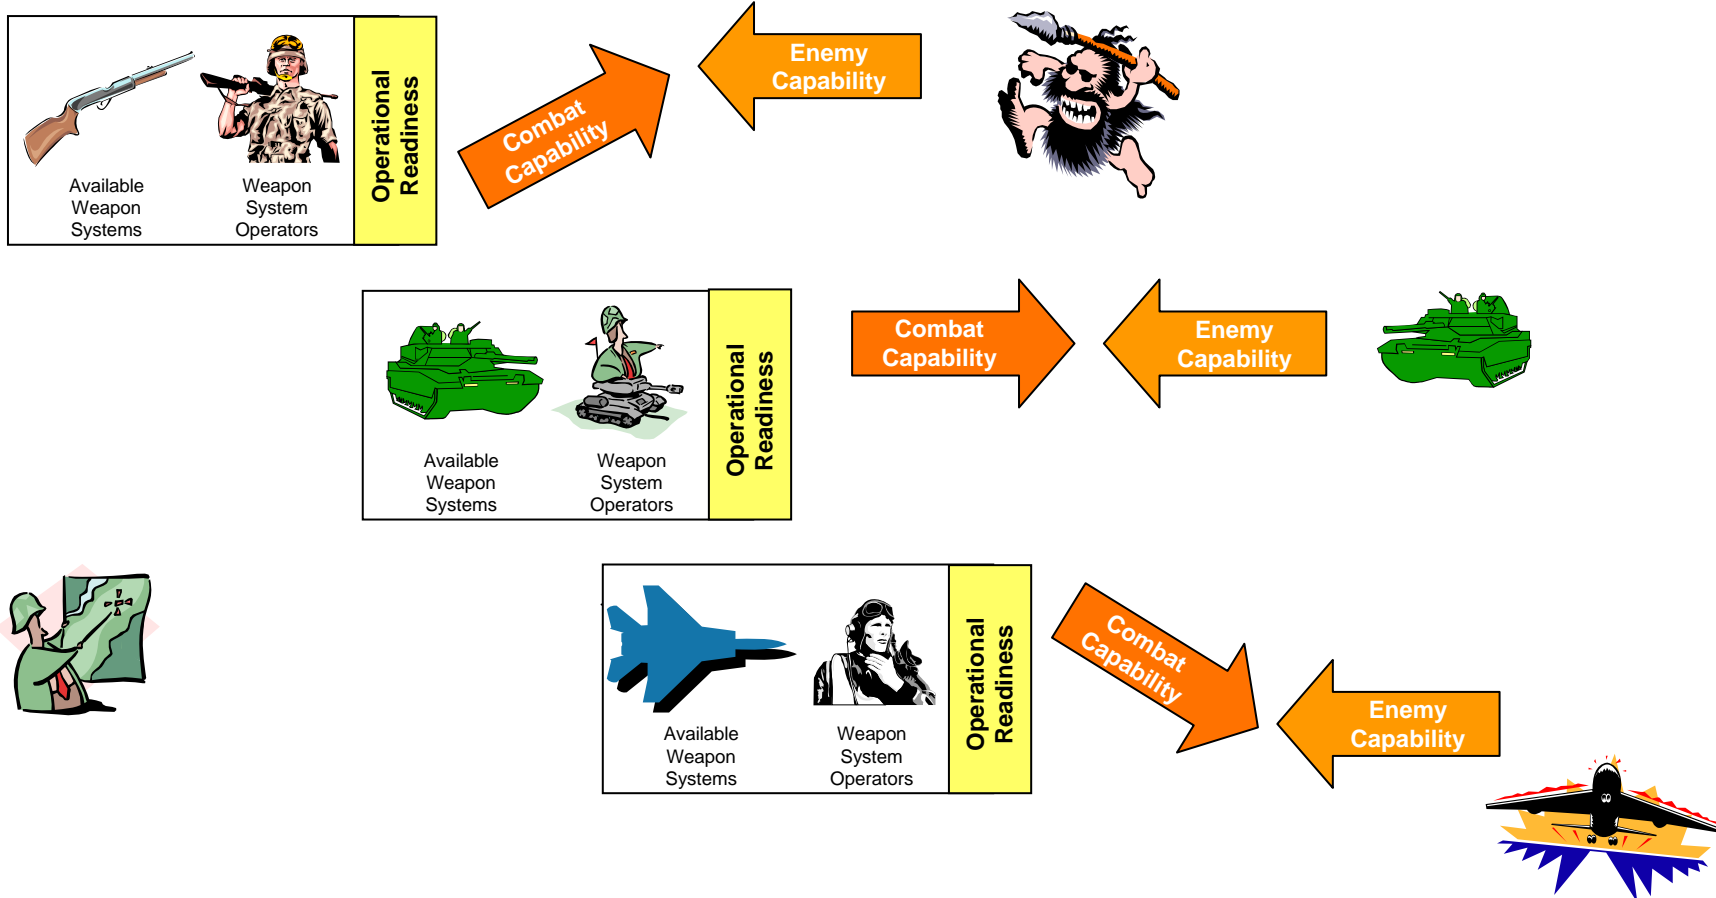 Available
Weapon
Systems
Weapon
System
Operators
Operational
Readiness
Combat
Capability
Enemy
Capability
Available
Weapon
Systems
Weapon
System
Operators
Operational
Readiness
Combat
Capability
Enemy
Capability
Available
Weapon
Systems
Weapon
System
Operators
Operational
Readiness
Combat
Capability
Enemy
Capability